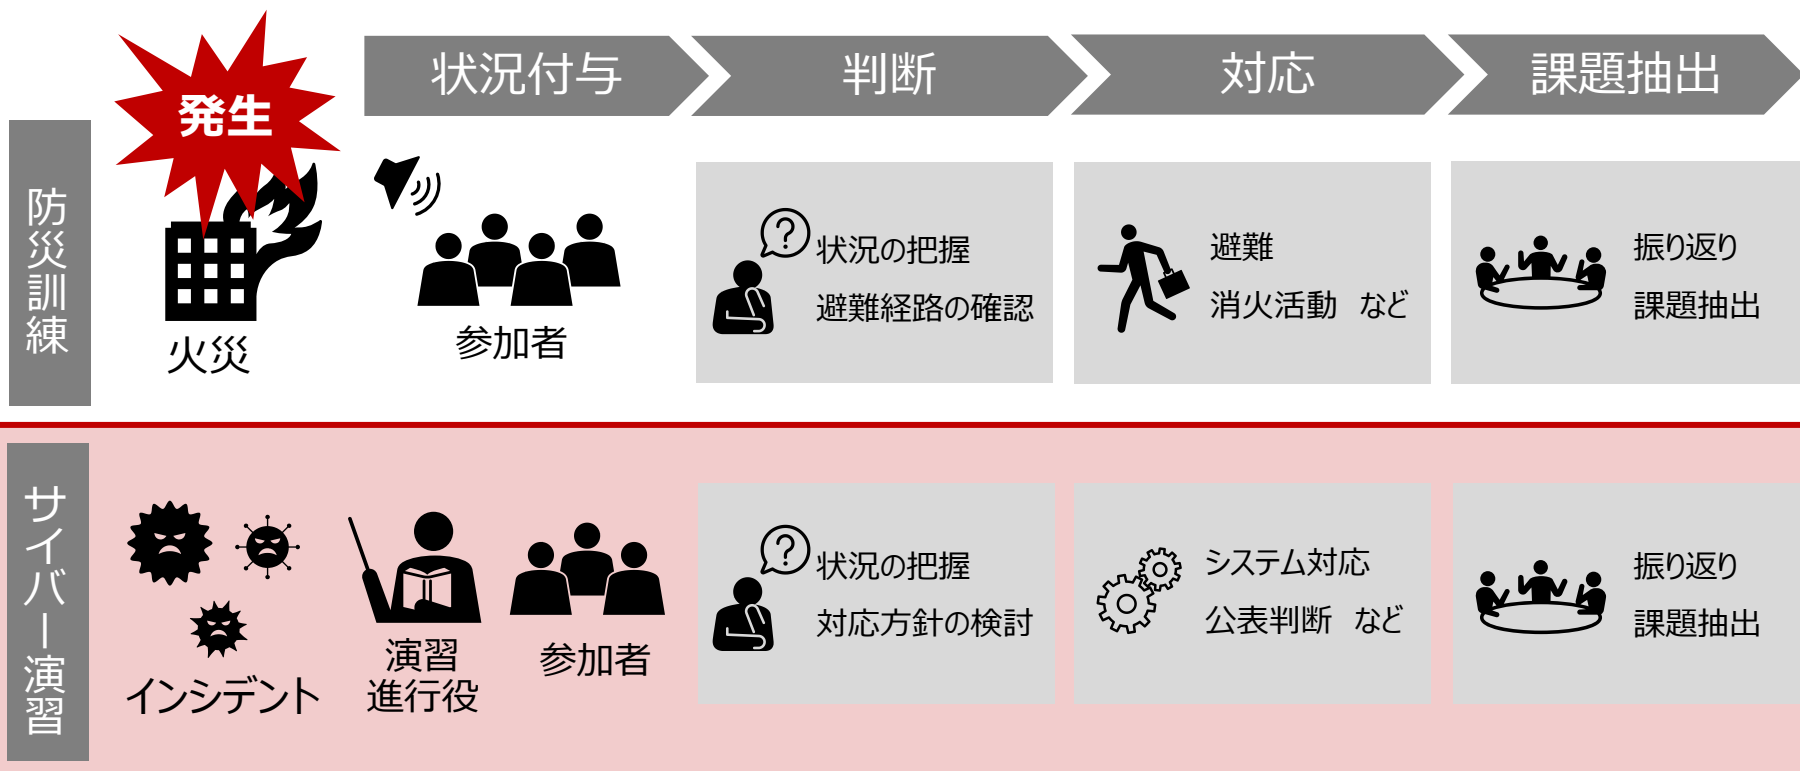 発生
状況付与
判断
対応
課題抽出
防災訓練
火災
参加者
状況の把握
避難経路の確認
避難
消火活動　など
振り返り
課題抽出
サイバー演習
インシデント
演習
進行役
参加者
状況の把握
対応方針の検討
システム対応
公表判断　など
振り返り
課題抽出